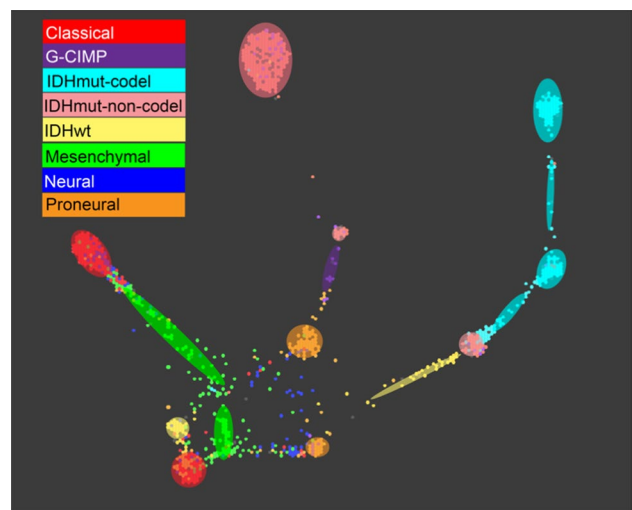 Classical
G-CIMP
IDHmut-codel
IDHmut-non-codel
IDHwt
Mesenchymal
Neural
Proneural